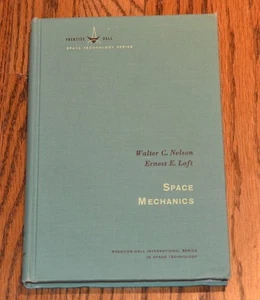 PRENTICE HALL
SPACE TECHNOLOGY SERIES
Walter C. Nelson
Ernest E. Loft
SPACE
MECHANICS
PRENTICE-HALL INTERNATIONAL SERIES
IN SPACE TECHNOLOGY